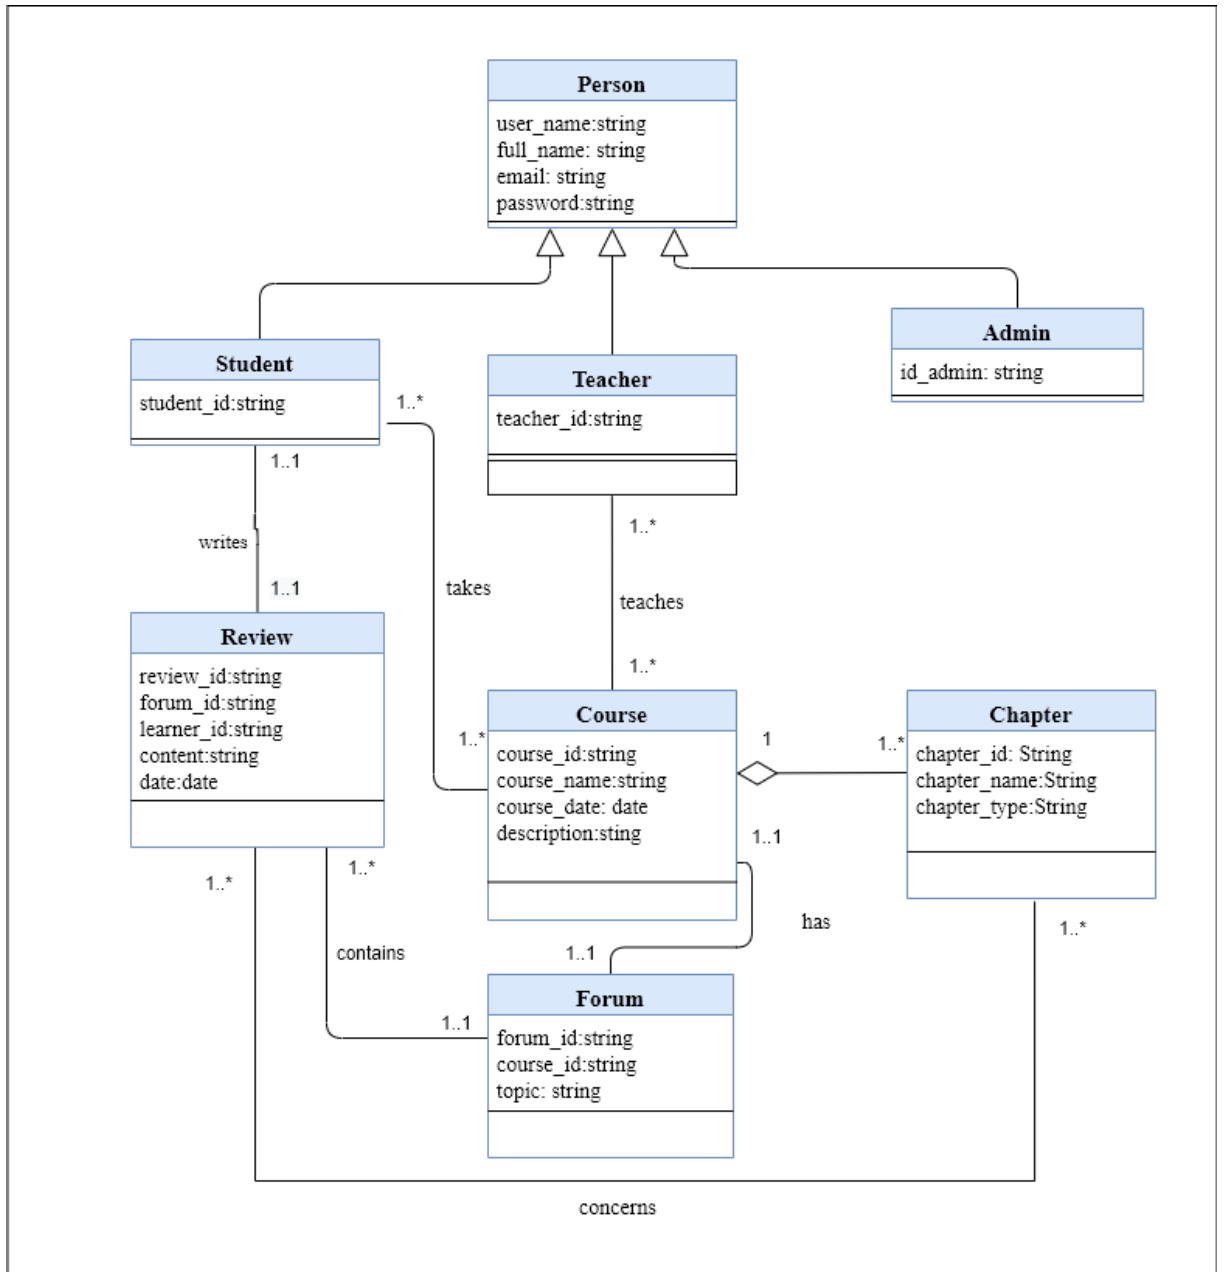 Person
user_name:string
full_name: string
email: string
password:string
Student
student_id:string
Teacher
teacher_id:string
Admin
id_admin: string
1..*
1..1
writes
1..1
takes
1..*
teaches
1..*
Review
review_id:string
forum_id:string
learner_id:string
content:string
date:date
1..*
Course
course_id:string
course_name:string
course_date: date
description:sting
1
1..*
Chapter
chapter_id: String
chapter_name:String
chapter_type:String
1..1
1..*
1..*
contains
1..1
has
1..1
1..*
Forum
forum_id:string
course_id:string
topic: string
concerns